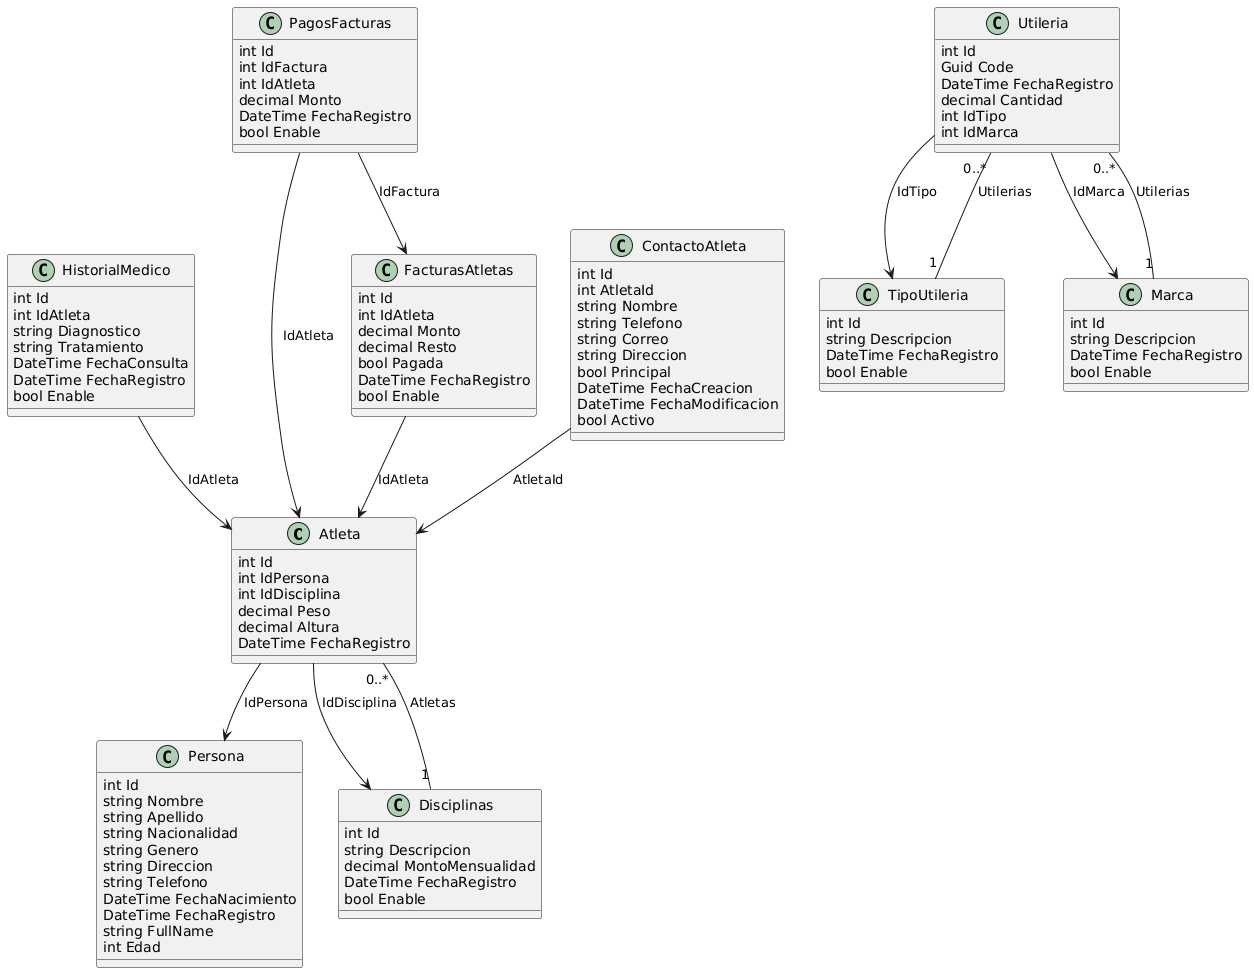 C PagosFacturas
int Id
int IdFactura
int IdAtleta
decimal Monto
DateTime FechaRegistro
bool Enable
C Utileria
int Id
Guid Code
DateTime FechaRegistro
decimal Cantidad
int IdTipo
int IdMarca
IdFactura
IdAtleta
0..*
0..*
IdTipo
Utilerias
IdMarca
Utilerias
1
1
C HistorialMedico
int Id
int IdAtleta
string Diagnostico
string Tratamiento
DateTime FechaConsulta
DateTime FechaRegistro
bool Enable
C FacturasAtletas
int Id
int IdAtleta
decimal Monto
decimal Resto
bool Pagada
DateTime FechaRegistro
bool Enable
C ContactoAtleta
int Id
int AtletaId
string Nombre
string Telefono
string Correo
string Direccion
bool Principal
DateTime FechaCreacion
DateTime FechaModificacion
bool Activo
C TipoUtileria
int Id
string Descripcion
DateTime FechaRegistro
bool Enable
C Marca
int Id
string Descripcion
DateTime FechaRegistro
bool Enable
IdAtleta
IdAtleta
AtletaId
C Atleta
int Id
int IdPersona
int IdDisciplina
decimal Peso
decimal Altura
DateTime FechaRegistro
0..*
IdPersona
IdDisciplina
Atletas
1
C Persona
int Id
string Nombre
string Apellido
string Nacionalidad
string Genero
string Direccion
string Telefono
DateTime FechaNacimiento
DateTime FechaRegistro
string FullName
int Edad
C Disciplinas
int Id
string Descripcion
decimal MontoMensualidad
DateTime FechaRegistro
bool Enable